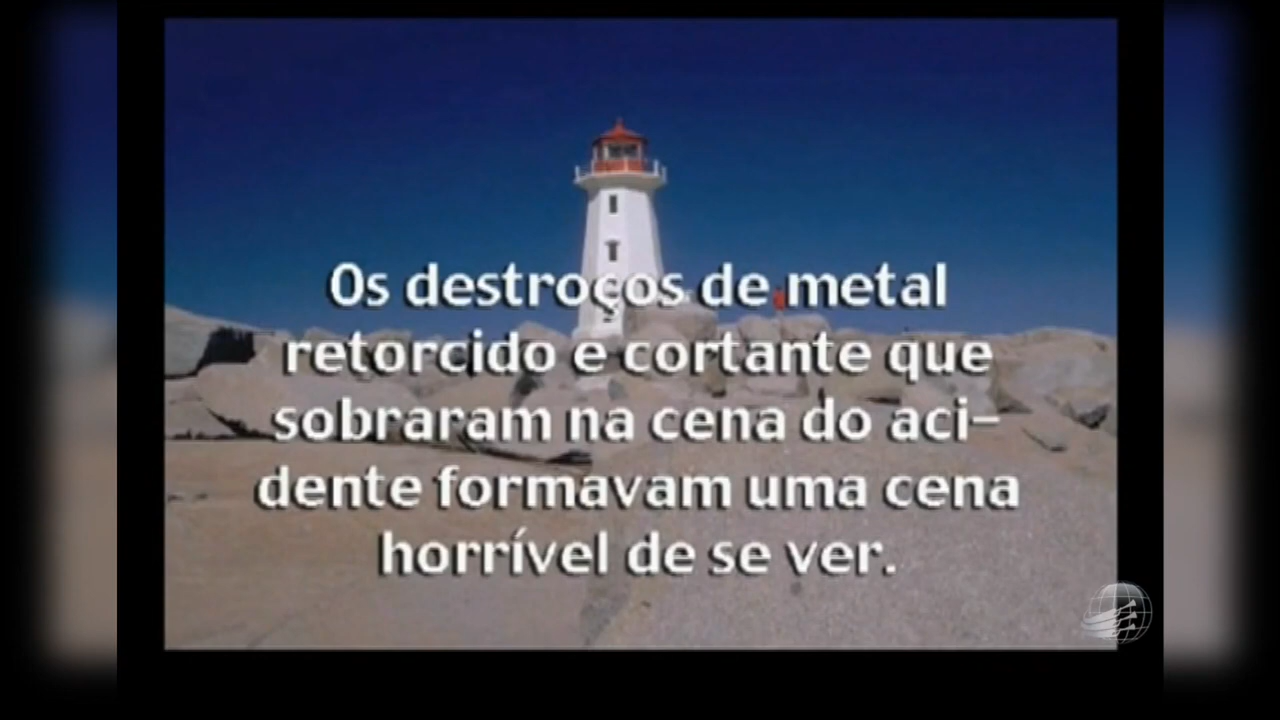 Os destroços de metal
retorcido e cortante que
sobraram na cena do aci-
dente formavam uma cena
horrível de se ver.